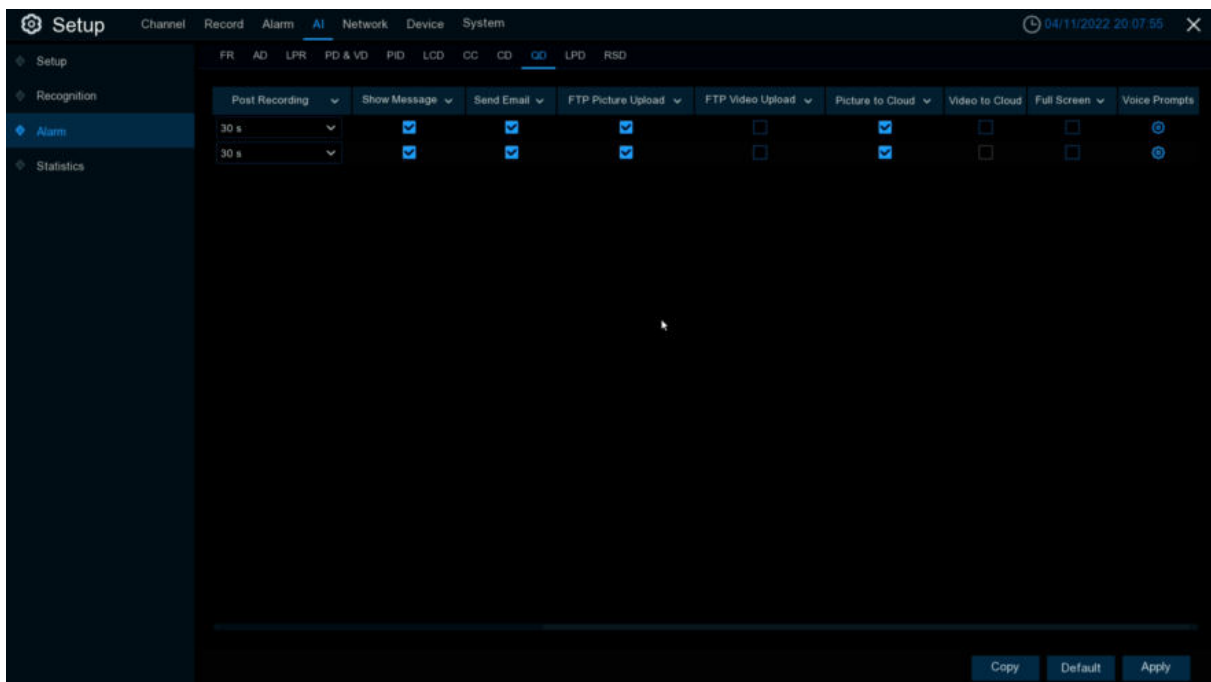 Setup Channel Record Alarm AI Network Device System 04/11/2022 20:07:55
FR AD LPR PD & VD PID LCD CC CD QD LPD RSD
Setup
Recognition
Alarm
Statistics
Post Recording Show Message Send Email FTP Picture Upload FTP Video Upload Picture to Cloud Video to Cloud Full Screen Voice Prompts
30 s
30 s
Copy Default Apply